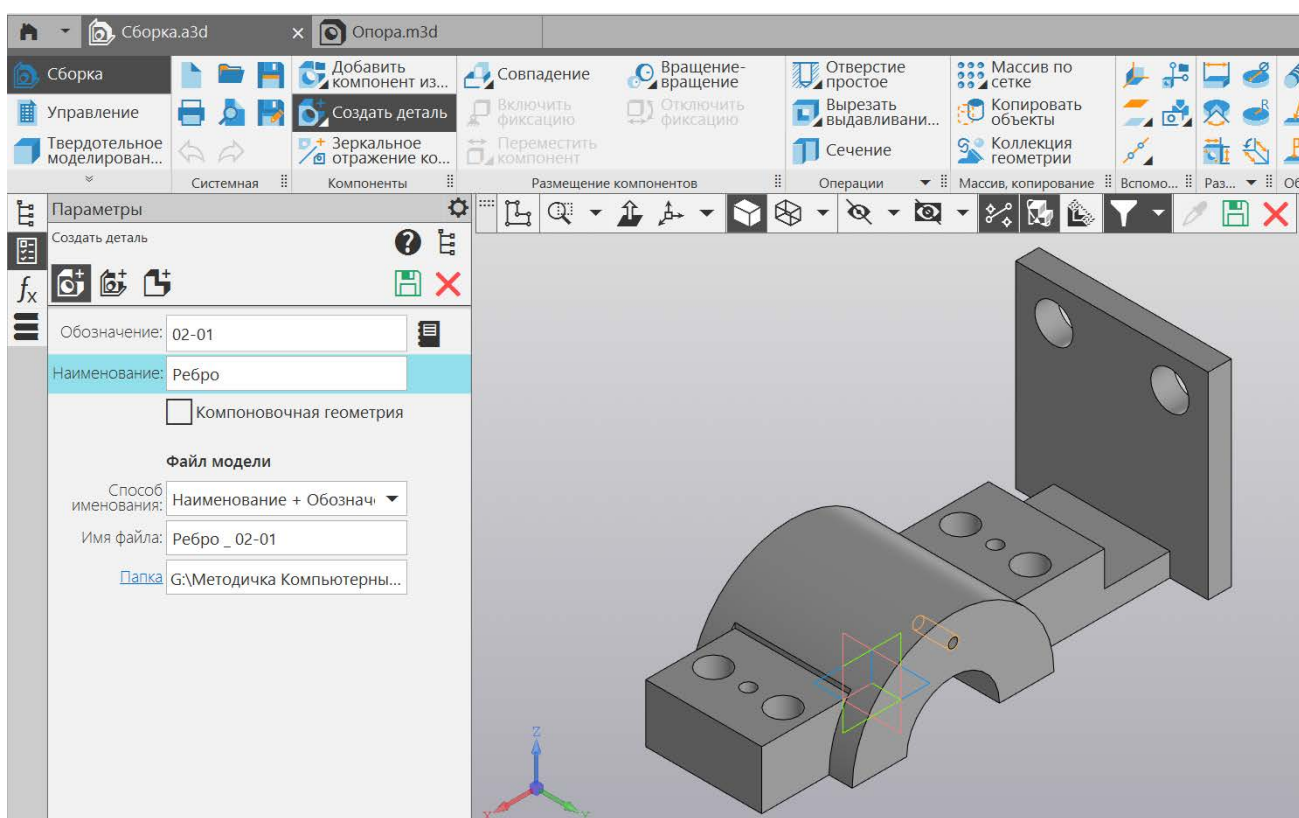 Сборка.a3d
Опора.m3d
Сборка
Управление
Твердотельное
моделирован...
Системная
Добавить
компонент из...
Создать деталь
Зеркальное
отражение ко...
Компоненты
Совпадение
Включить
фиксацию
Переместить
компонент
Вращение-
вращение
Отключить
фиксацию
Размещение компонентов
Отверстие
простое
Вырезать
выдавливани...
Сечение
Операции
Массив по
сетке
Копировать
объекты
Коллекция
геометрии
Массив, копирование
Вспомо...
Раз...
Об
Параметры
Создать деталь
fx
Обозначение: 02-01
Наименование: Ребро
Компоновочная геометрия
Файл модели
Способ
именования: Наименование + Обознач
Имя файла: Ребро _ 02-01
Папка G:\Методичка Компьютерны...
R
Z
X
Y